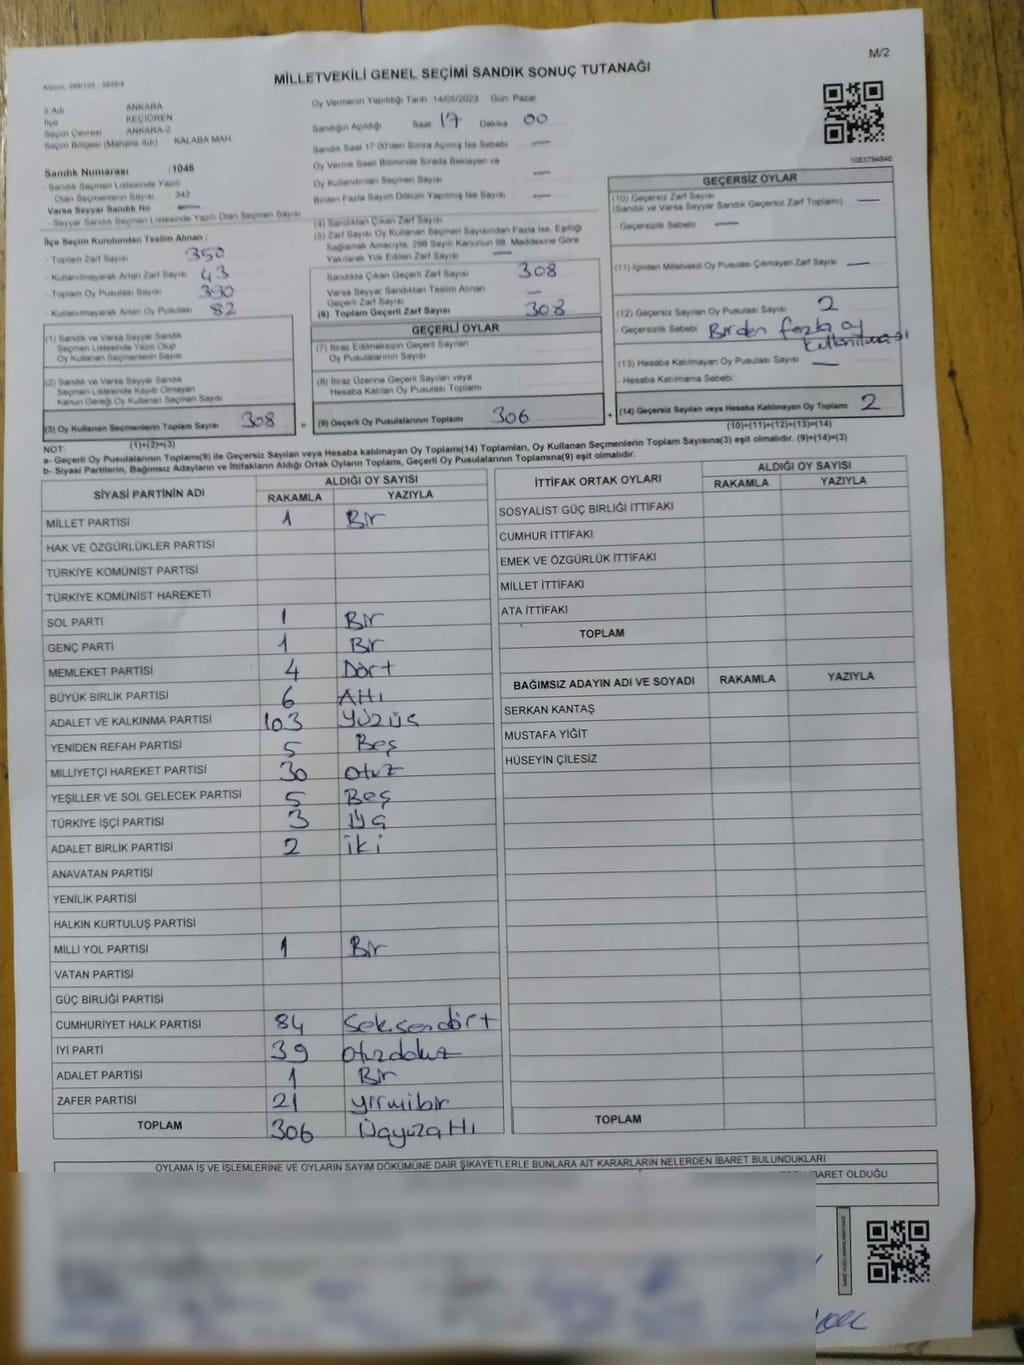 M/2
MİLLETVEKİLİ GENEL SEÇİMİ SANDIK SONUÇ TUTANAĞI
İl Adı ANKARA
İlçe KEÇİÖREN
Seçim Çevresi ANKARA-2
Seçim Bölgesi (Mahalle Adı) KALABA MAH
Sandık Numarası :1046
- Sandık Seçmen Listesinde Yazılı
Olan Seçmenlerin Sayısı : 343
Varsa Seyyar Sandık No —
- Seyyar Sandık Seçmen Listesinde Yazılı Olan Seçmen Sayısı
İlçe Seçim Kurulundan Teslim Alınan :
- Toplam Zarf Sayısı 350
- Kullanılmayarak Artan Zarf Sayısı 43
- Toplam Oy Pusulası Sayısı 390
- Kullanılmayarak Artan Oy Pusulası 82
(1) Sandık ve Varsa Seyyar Sandık
Seçmen Listesinde Yazılı Olup
Oy Kullanan Seçmenlerin Sayısı
(2) Sandık ve Varsa Seyyar Sandık
Seçmen Listesinde Kayıtlı Olmayan
Kanun Gereği Oy Kullanan Seçmen Sayısı
(3) Oy Kullanan Seçmenlerin Toplam Sayısı 308
(1)+(2)=(3)
Oy Vermenin Yapıldığı Tarih 14/05/2023 Gün: Pazar
Sandığın Açıldığı Saat 17 Dakika 00
Sandık Saat 17:00'den Sonra Açılmış İse Sebebi —
Oy Verme Saati Bitiminde Sırada Bekleyen ve
Oy Kullandırılan Seçmen Sayısı —
Birden Fazla Sayım Döküm Yapılmış İse Sayısı —
(4) Sandıktan Çıkan Zarf Sayısı
(5) Zarf Sayısı Oy Kullanan Seçmen Sayısından Fazla İse, Eşitliği
Sağlamak Amacıyla, 298 Sayılı Kanunun 98. Maddesine Göre
Yakılarak Yok Edilen Zarf Sayısı —
Sandıkta Çıkan Geçerli Zarf Sayısı 308
Varsa Seyyar Sandıktan Teslim Alınan
Geçerli Zarf Sayısı —
(6) Toplam Geçerli Zarf Sayısı 308
GEÇERLİ OYLAR
(7) İtiraz Edilmeksizin Geçerli Sayılan
Oy Pusulalarının Sayısı
(8) İtiraz Üzerine Geçerli Sayılan veya
Hesaba Katılan Oy Pusulası Toplamı
= (9) Geçerli Oy Pusulalarının Toplamı 306
1083794846
GEÇERSİZ OYLAR
(10) Geçersiz Zarf Sayısı
(Sandık ve Varsa Seyyar Sandık Geçersiz Zarf Toplamı) —
- Geçersizlik Sebebi —
(11) İçinden Milletvekili Oy Pusulası Çıkmayan Zarf Sayısı —
(12) Geçersiz Sayılan Oy Pusulası Sayısı 2
- Geçersizlik Sebebi Birden fazla oy
kullanılması
(13) Hesaba Katılmayan Oy Pusulası Sayısı —
- Hesaba Katılmama Sebebi
+ (14) Geçersiz Sayılan veya Hesaba Katılmayan Oy Toplamı 2
(10)+(11)+(12)+(13)=(14)
NOT:
a- Geçerli Oy Pusulalarının Toplamı(9) ile Geçersiz Sayılan veya Hesaba Katılmayan Oy Toplamı(14) Toplamları, Oy Kullanan Seçmenlerin Toplam Sayısına(3) eşit olmalıdır. (9)+(14)=(3)
b- Siyasi Partilerin, Bağımsız Adayların ve İttifakların Aldığı Ortak Oyların Toplamı, Geçerli Oy Pusulalarının Toplamına(9) eşit olmalıdır.
SİYASİ PARTİNİN ADI ALDIĞI OY SAYISI
RAKAMLA YAZIYLA
MİLLET PARTİSİ 1 Bir
HAK VE ÖZGÜRLÜKLER PARTİSİ
TÜRKİYE KOMÜNİST PARTİSİ
TÜRKİYE KOMÜNİST HAREKETİ
SOL PARTİ 1 Bir
GENÇ PARTİ 1 Bir
MEMLEKET PARTİSİ 4 Dört
BÜYÜK BİRLİK PARTİSİ 6 Altı
ADALET VE KALKINMA PARTİSİ 103 Yüzüç
YENİDEN REFAH PARTİSİ 5 Beş
MİLLİYETÇİ HAREKET PARTİSİ 30 otuz
YEŞİLLER VE SOL GELECEK PARTİSİ 5 Beş
TÜRKİYE İŞÇİ PARTİSİ 3 Üç
ADALET BİRLİK PARTİSİ 2 iki
ANAVATAN PARTİSİ
YENİLİK PARTİSİ
HALKIN KURTULUŞ PARTİSİ
MİLLİ YOL PARTİSİ 1 Bir
VATAN PARTİSİ
GÜÇ BİRLİĞİ PARTİSİ
CUMHURİYET HALK PARTİSİ 84 Seksendört
İYİ PARTİ 39 otuzdokuz
ADALET PARTİSİ 1 Bir
ZAFER PARTİSİ 21 yirmibir
TOPLAM 306 Üçyüzaltı
İTTİFAK ORTAK OYLARI ALDIĞI OY SAYISI
RAKAMLA YAZIYLA
SOSYALİST GÜÇ BİRLİĞİ İTTİFAKI
CUMHUR İTTİFAKI
EMEK VE ÖZGÜRLÜK İTTİFAKI
MİLLET İTTİFAKI
ATA İTTİFAKI
TOPLAM
BAĞIMSIZ ADAYIN ADI VE SOYADI RAKAMLA YAZIYLA
SERKAN KANTAŞ
MUSTAFA YİĞİT
HÜSEYİN ÇİLESİZ
TOPLAM
OYLAMA İŞ VE İŞLEMLERİNE VE OYLARIN SAYIM DÖKÜMÜNE DAİR ŞİKAYETLERLE BUNLARA AİT KARARLARIN NELERDEN İBARET BULUNDUKLARI
İBARET OLDUĞU